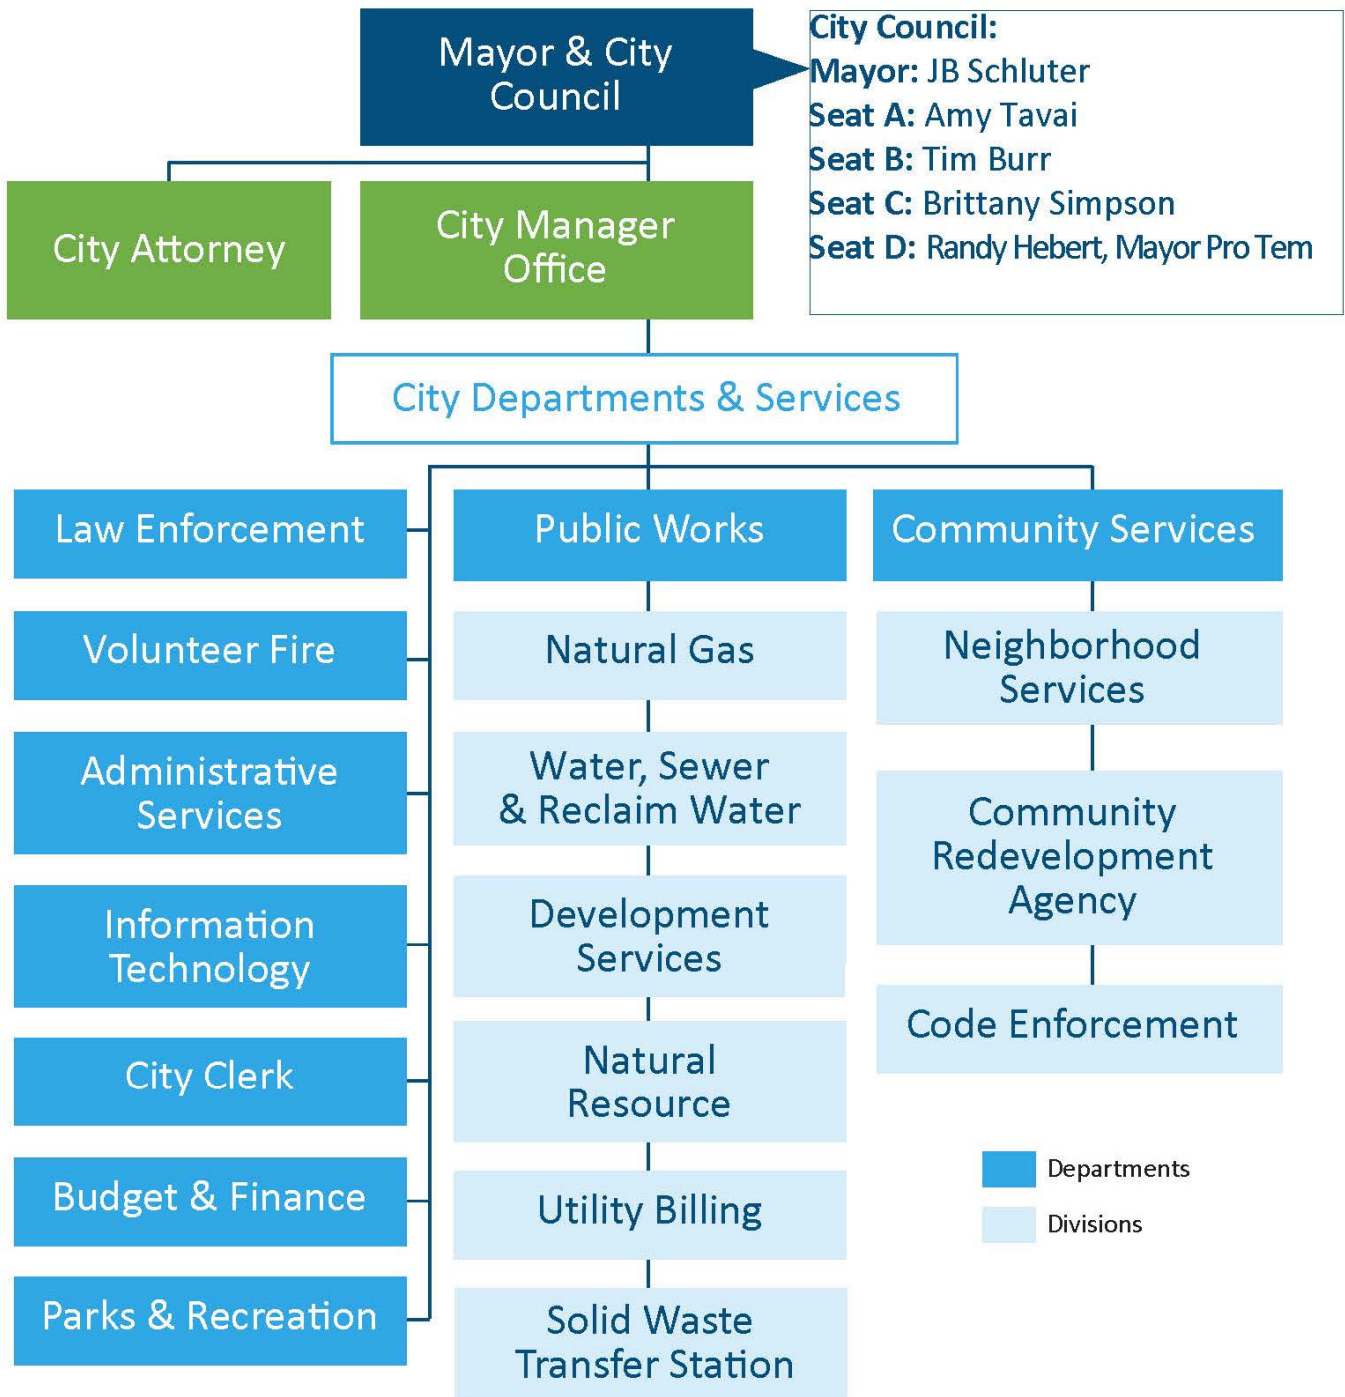 Mayor & City
Council
City Council:
Mayor: JB Schluter
Seat A: Amy Tavai
Seat B: Tim Burr
Seat C: Brittany Simpson
Seat D: Randy Hebert, Mayor Pro Tem
City Attorney
City Manager
Office
City Departments & Services
Law Enforcement
Volunteer Fire
Administrative
Services
Information
Technology
City Clerk
Budget & Finance
Parks & Recreation
Public Works
Natural Gas
Water, Sewer
& Reclaim Water
Development
Services
Natural
Resource
Utility Billing
Solid Waste
Transfer Station
Community Services
Neighborhood
Services
Community
Redevelopment
Agency
Code Enforcement
Departments
Divisions